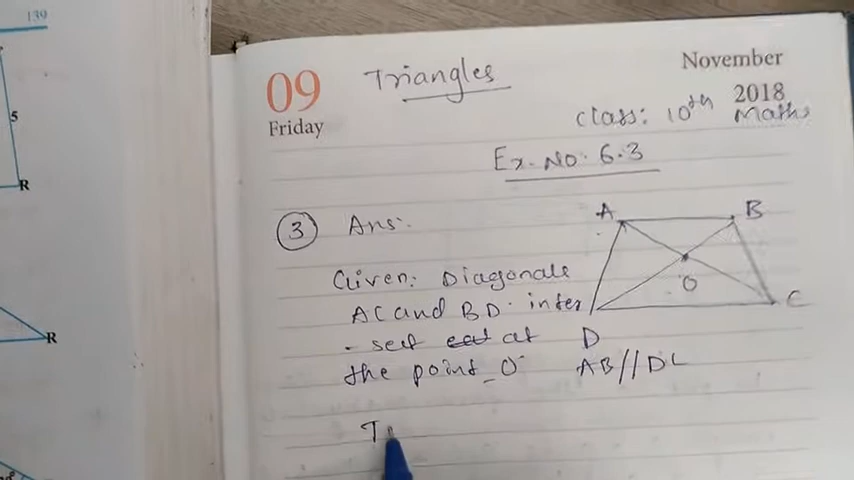 139
5
R
R
09
Friday
Triangles
November
2018
Class: 10th Maths
Ex. No. 6.3
3 Ans:
A B
O
C
D
Given: Diagonals
AC and BD inter
- sect at
the point O
AB//DC
T